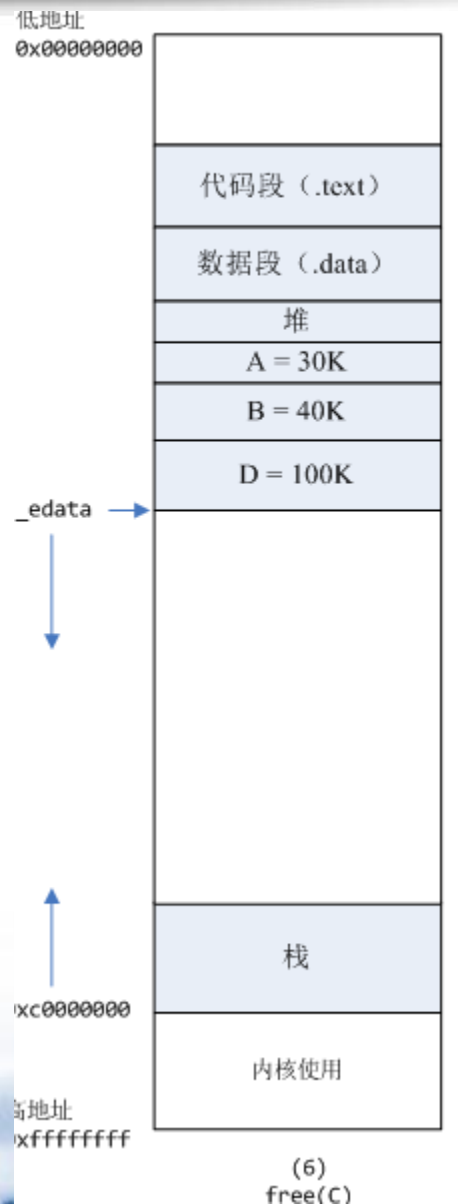 低地址
0x00000000
代码段（.text）
数据段（.data）
堆
A = 30K
B = 40K
D = 100K
_edata
栈
xc0000000
内核使用
高地址
xffffffff
(6)
free(C)